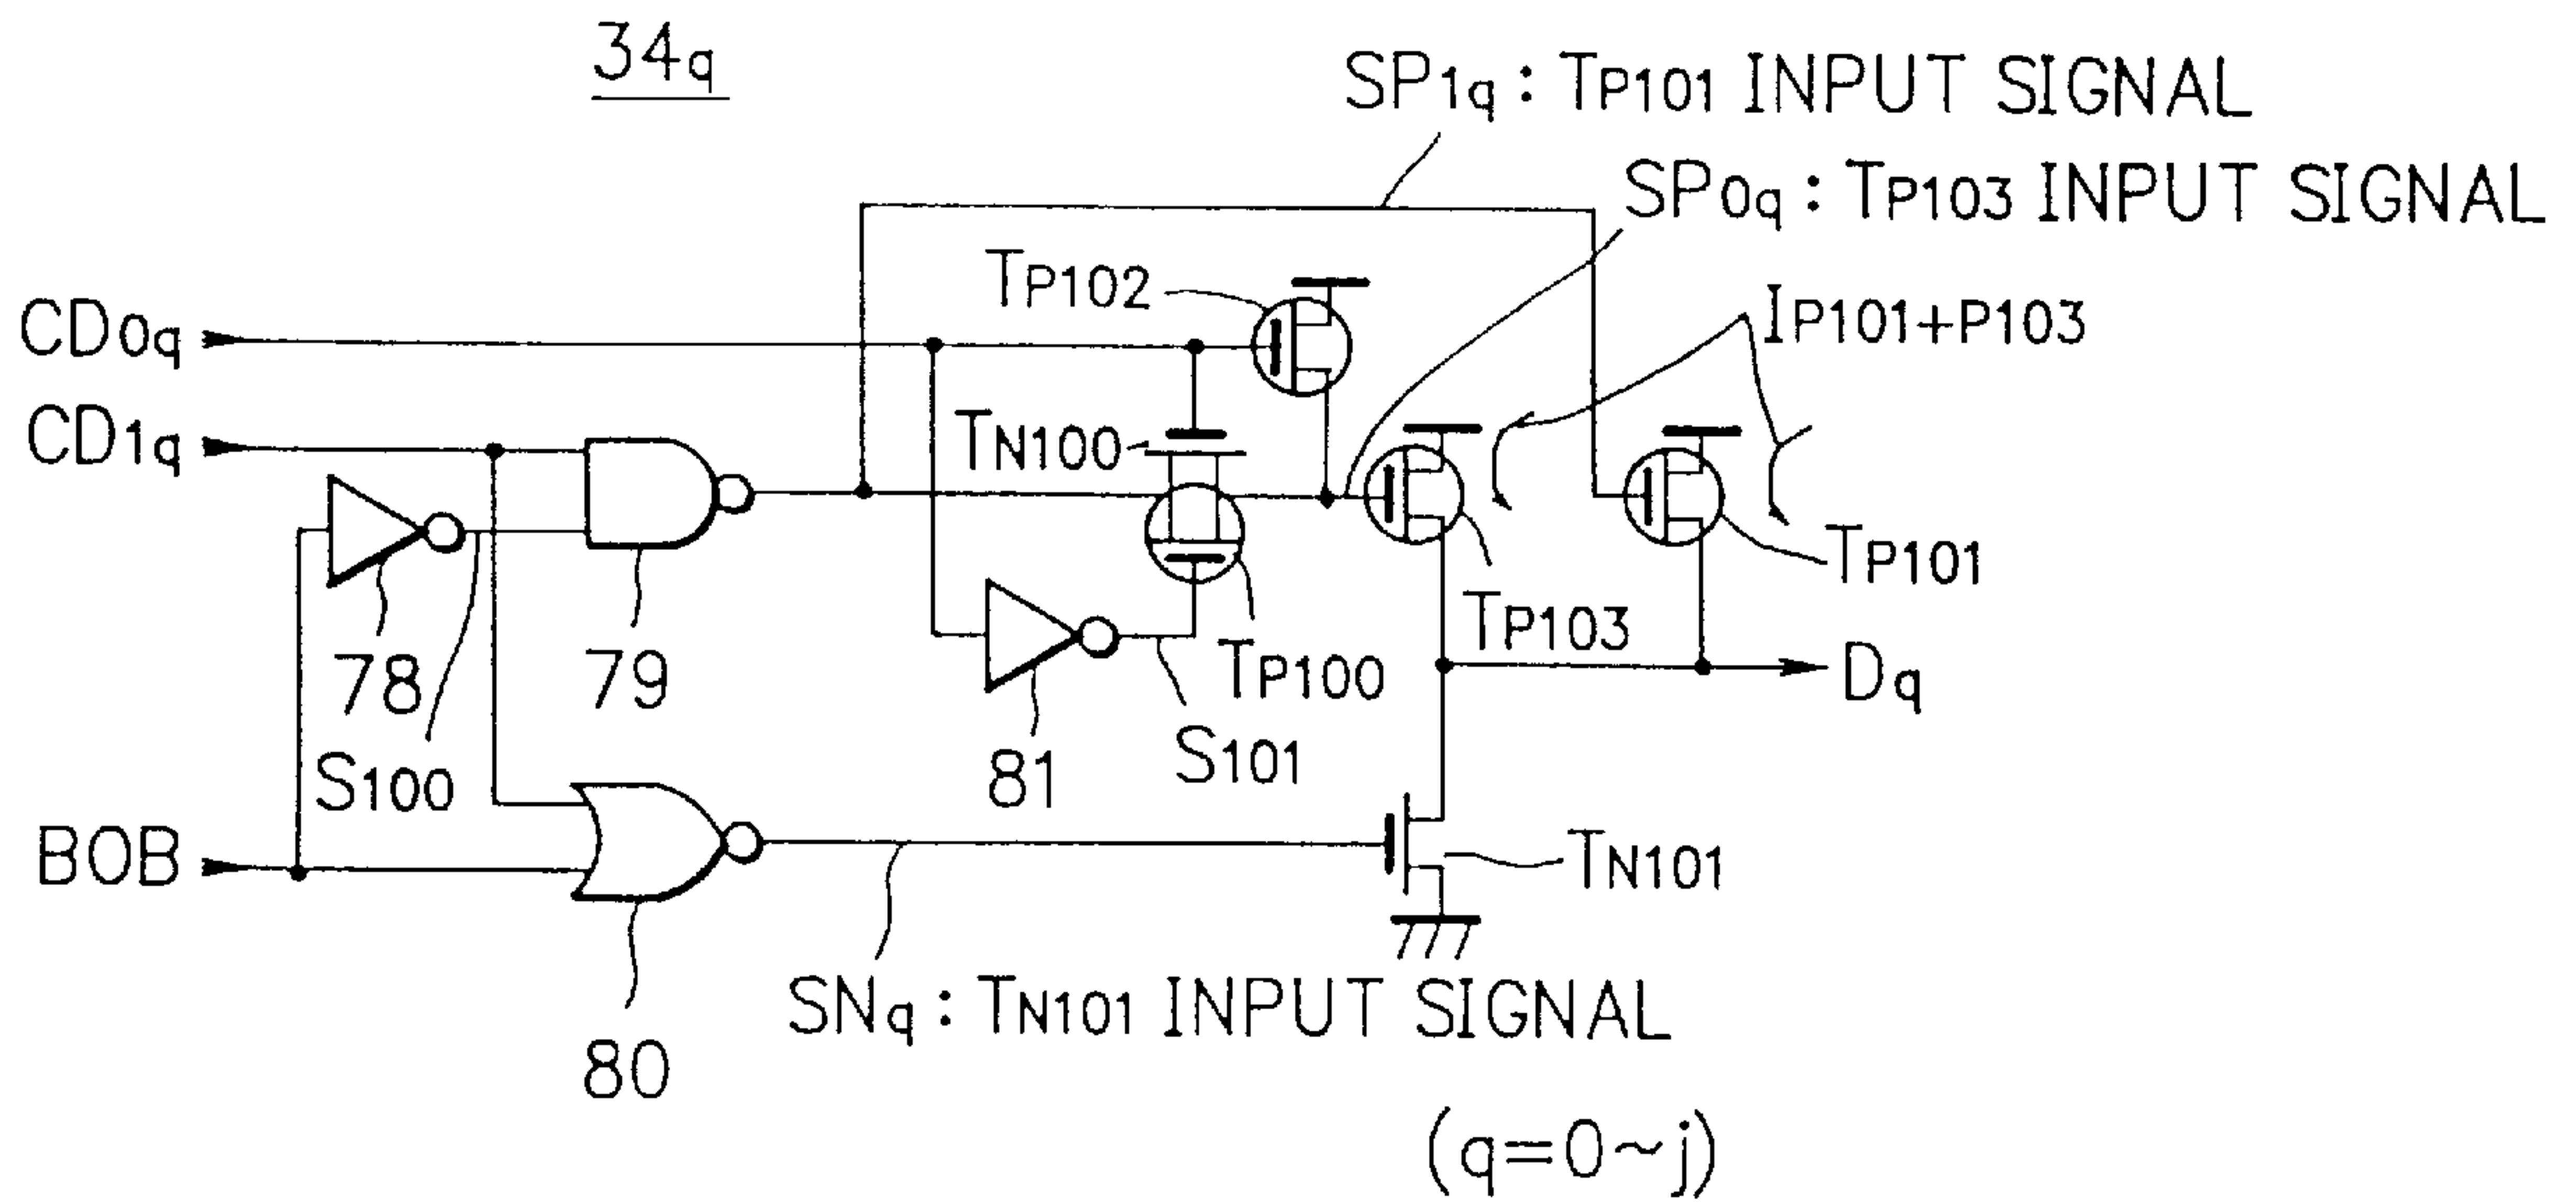 34q
SP1q : TP101 INPUT SIGNAL
SP0q : TP103 INPUT SIGNAL
TP102
IP101+P103
CD0q
CD1q
TN100
TP101
TP103
78
79
TP100
Dq
S100
81
S101
BOB
TN101
SNq : TN101 INPUT SIGNAL
80
(q=0~j)